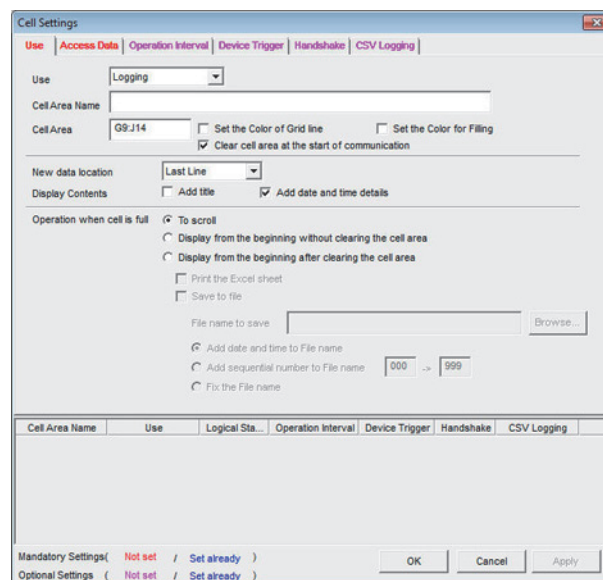 Cell Settings
Use Access Data Operation Interval Device Trigger Handshake CSV Logging
Use Logging
Cell Area Name
Cell Area G9:J14 Set the Color of Grid line Set the Color for Filling
Clear cell area at the start of communication
New data location Last Line
Display Contents Add title Add date and time details
Operation when cell is full To scroll
Display from the beginning without clearing the cell area
Display from the beginning after clearing the cell area
Print the Excel sheet
Save to file
File name to save Browse...
Add date and time to File name
Add sequential number to File name 000 -> 999
Fix the File name
Cell Area Name Use Logical Sta... Operation Interval Device Trigger Handshake CSV Logging
Mandatory Settings( Not set / Set already )
Optional Settings ( Not set / Set already )
OK Cancel Apply